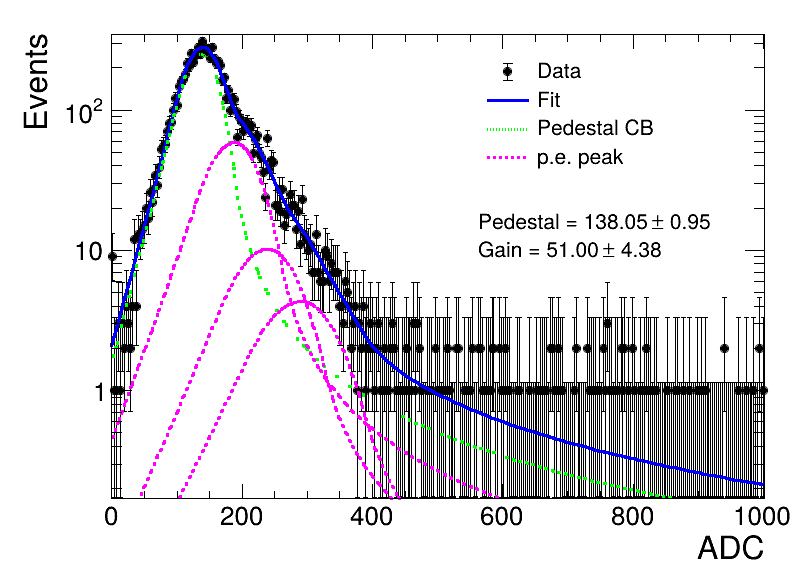 Events
10²
10
1
Data
Fit
Pedestal CB
p.e. peak
Pedestal = 138.05 ± 0.95
Gain = 51.00 ± 4.38
0 200 400 600 800 1000
ADC